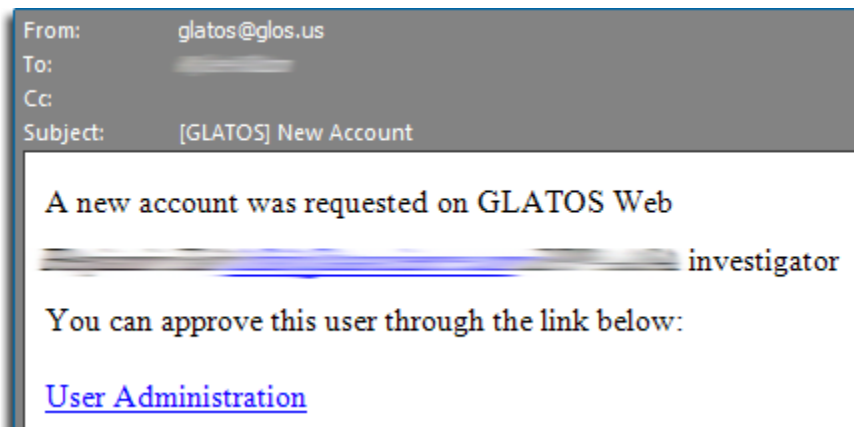 From: glatos@glos.us
To:
Cc:
Subject: [GLATOS] New Account
A new account was requested on GLATOS Web
investigator
You can approve this user through the link below:
User Administration